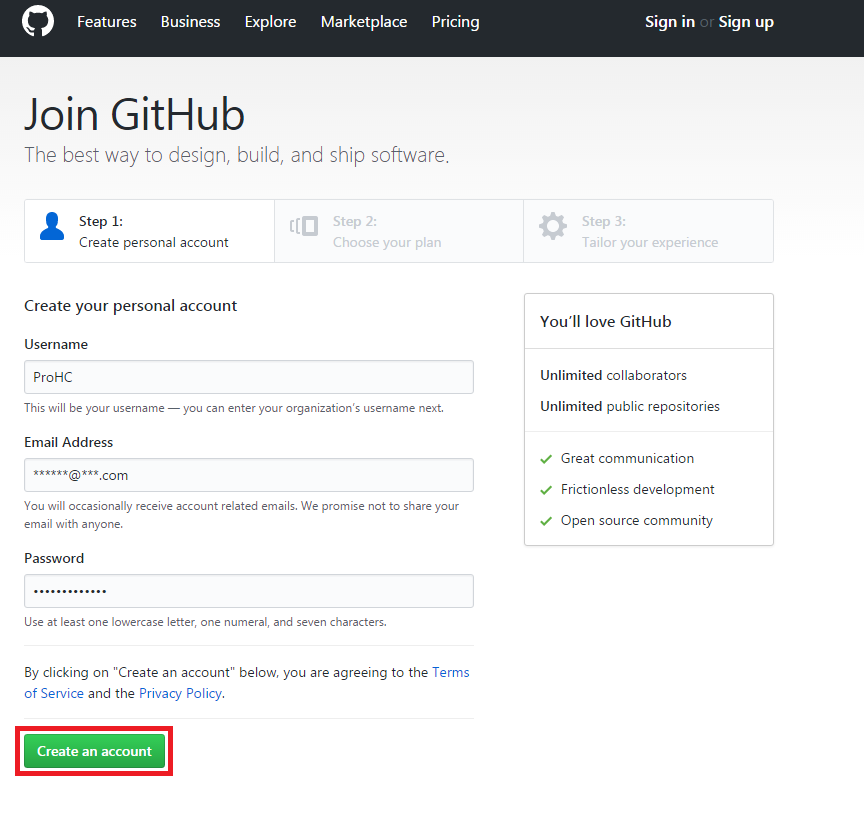 Features Business Explore Marketplace Pricing Sign in or Sign up
Join GitHub
The best way to design, build, and ship software.
Step 1:
Create personal account
Step 2:
Choose your plan
Step 3:
Tailor your experience
Create your personal account
Username
ProHC
This will be your username — you can enter your organization's username next.
Email Address
******@***.com
You will occasionally receive account related emails. We promise not to share your
email with anyone.
Password
•••••••••••••
Use at least one lowercase letter, one numeral, and seven characters.
By clicking on "Create an account" below, you are agreeing to the Terms
of Service and the Privacy Policy.
Create an account
You’ll love GitHub
Unlimited collaborators
Unlimited public repositories
Great communication
Frictionless development
Open source community